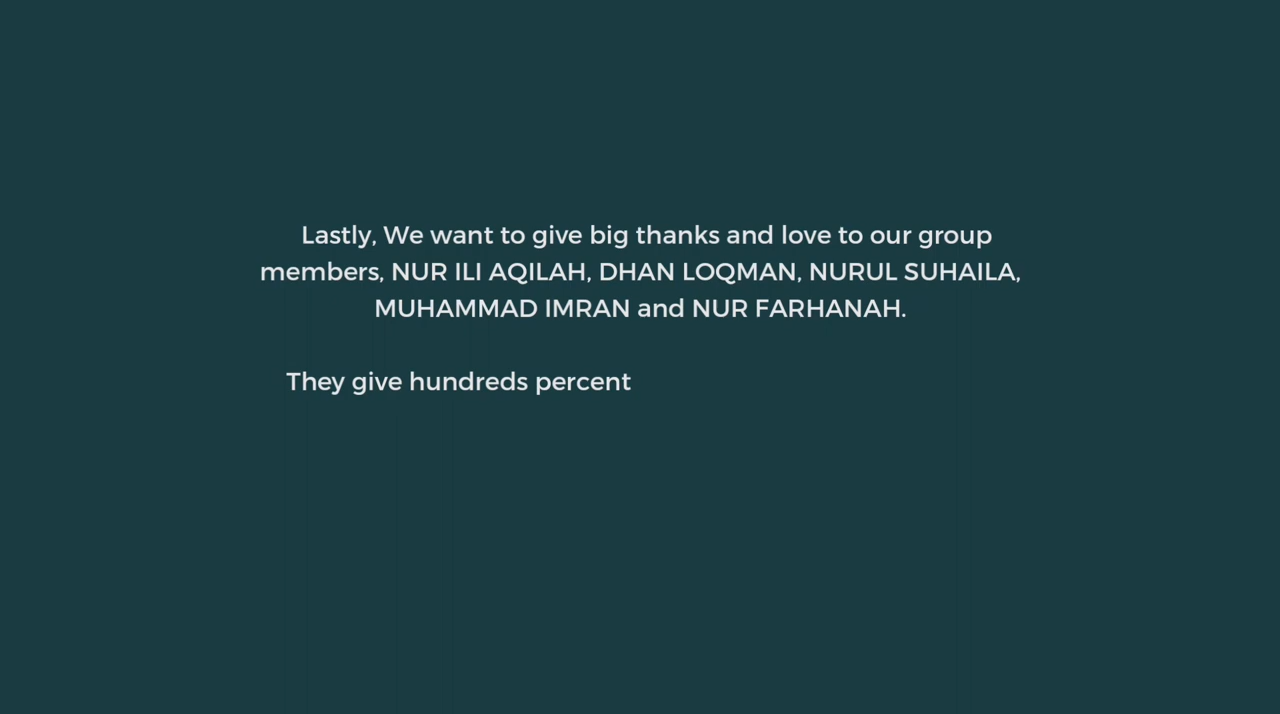 Lastly, We want to give big thanks and love to our group
members, NUR ILI AQILAH, DHAN LOQMAN, NURUL SUHAILA,
MUHAMMAD IMRAN and NUR FARHANAH.
They give hundreds percent